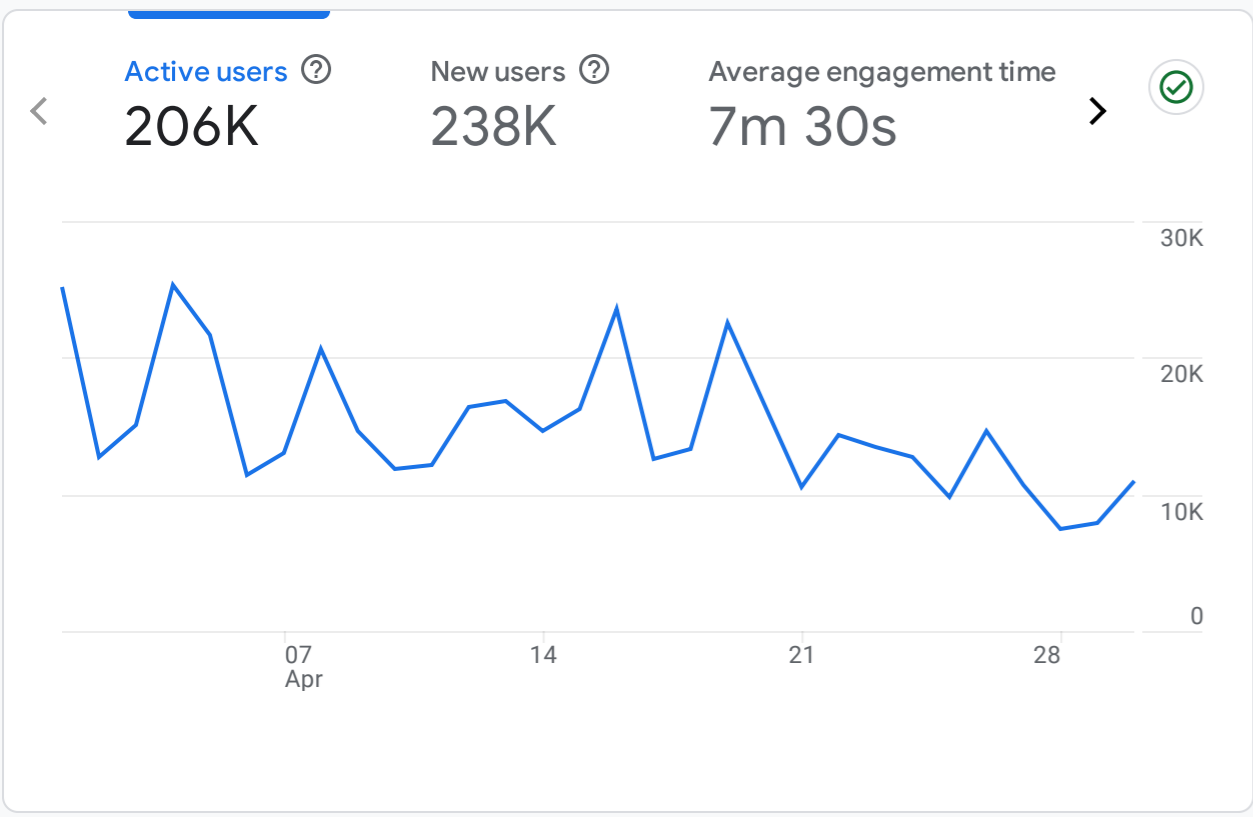 Active users
New users
Average engagement time
206K
238K
7m 30s
30K
20K
10K
0
07
Apr
14
21
28